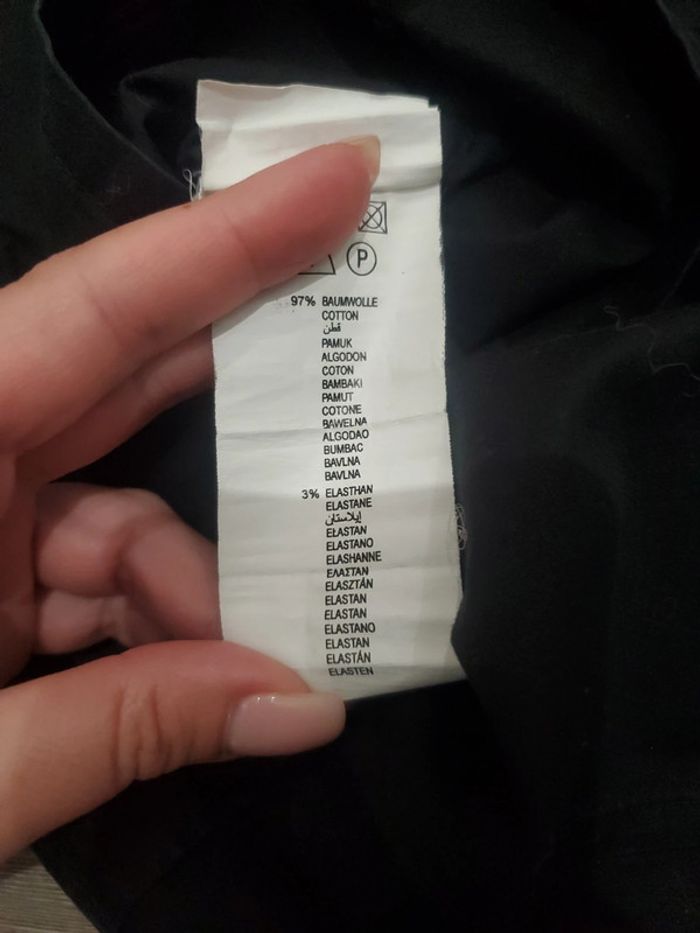 P
97% BAUMWOLLE
COTTON
قطن
PAMUK
ALGODON
COTON
BAMBAKI
PAMUT
COTONE
BAWELNA
ALGODAO
BUMBAC
BAVLNA
BAVLNA
3% ELASTHAN
ELASTANE
إيلاستان
ELASTAN
ELASTANO
ELASHANNE
ΕΛΑΣΤΑΝ
ELASZTÁN
ELASTAN
ELASTAN
ELASTANO
ELASTAN
ELASTÁN
ELASTEN